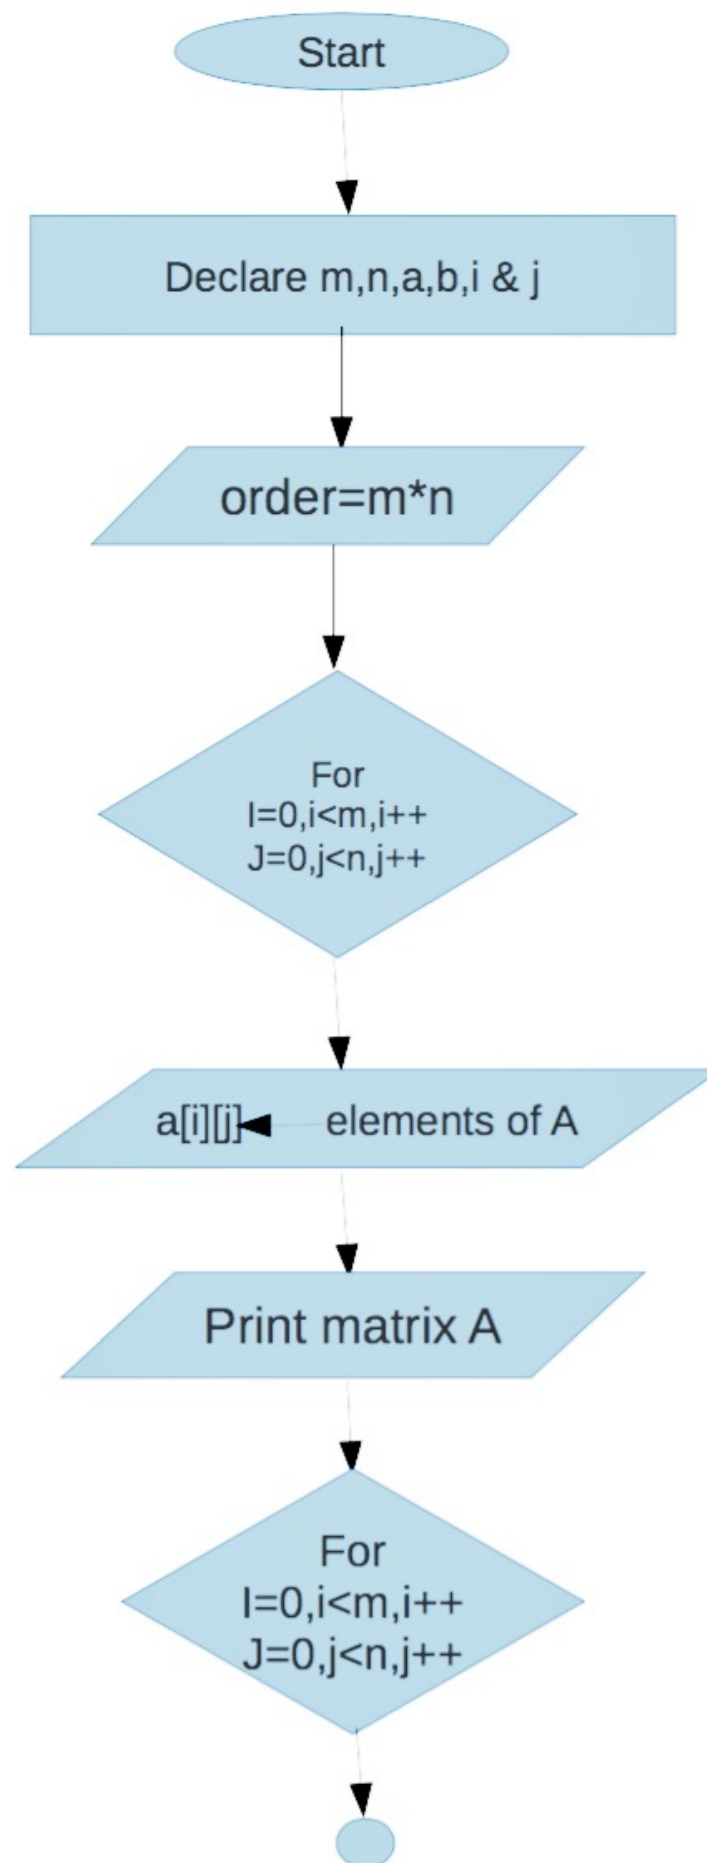 Start
Declare m,n,a,b,i & j
order=m*n
For
I=0,i<m,i++
J=0,j<n,j++
a[i][j] elements of A
Print matrix A
For
I=0,i<m,i++
J=0,j<n,j++